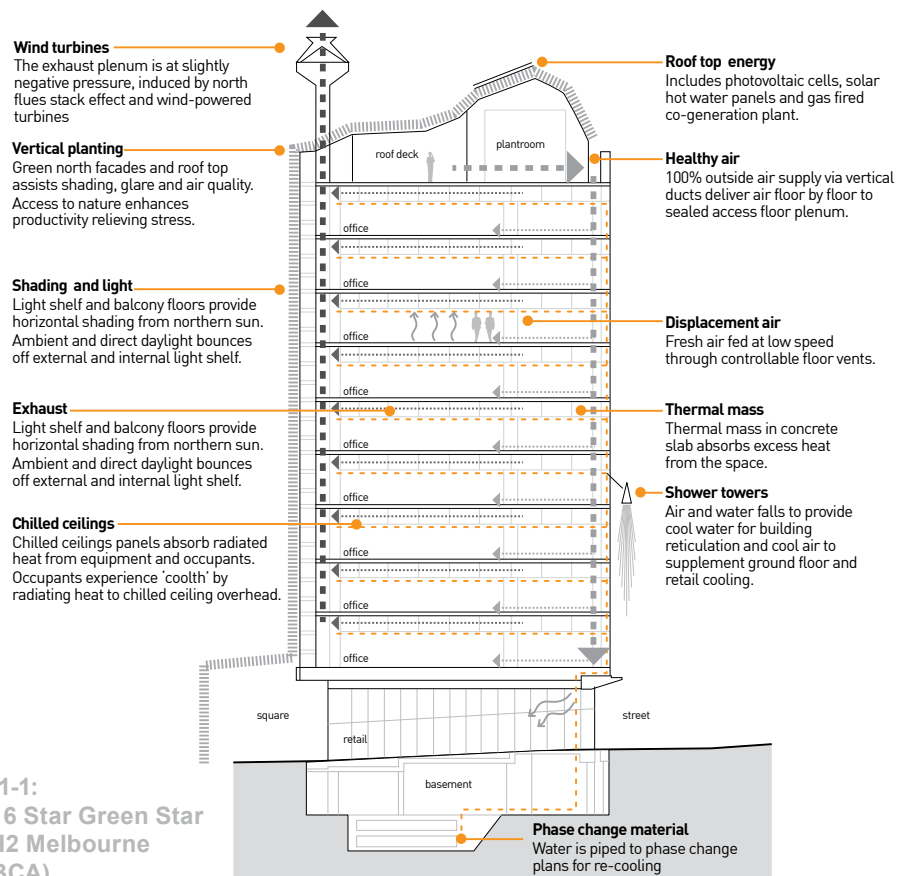 Wind turbines
The exhaust plenum is at slightly
negative pressure, induced by north
flues stack effect and wind-powered
turbines
Vertical planting
Green north facades and roof top
assists shading, glare and air quality.
Access to nature enhances
productivity relieving stress.
Shading and light
Light shelf and balcony floors provide
horizontal shading from northern sun.
Ambient and direct daylight bounces
off external and internal light shelf.
Exhaust
Light shelf and balcony floors provide
horizontal shading from northern sun.
Ambient and direct daylight bounces
off external and internal light shelf.
Chilled ceilings
Chilled ceilings panels absorb radiated
heat from equipment and occupants.
Occupants experience ‘coolth’ by
radiating heat to chilled ceiling overhead.
roof deck
plantroom
office
office
office
office
office
office
office
office
office
square
retail
street
basement
Roof top energy
Includes photovoltaic cells, solar
hot water panels and gas fired
co-generation plant.
Healthy air
100% outside air supply via vertical
ducts deliver air floor by floor to
sealed access floor plenum.
Displacement air
Fresh air fed at low speed
through controllable floor vents.
Thermal mass
Thermal mass in concrete
slab absorbs excess heat
from the space.
Shower towers
Air and water falls to provide
cool water for building
reticulation and cool air to
supplement ground floor and
retail cooling.
Phase change material
Water is piped to phase change
plans for re-cooling
1-1:
6 Star Green Star
Melbourne